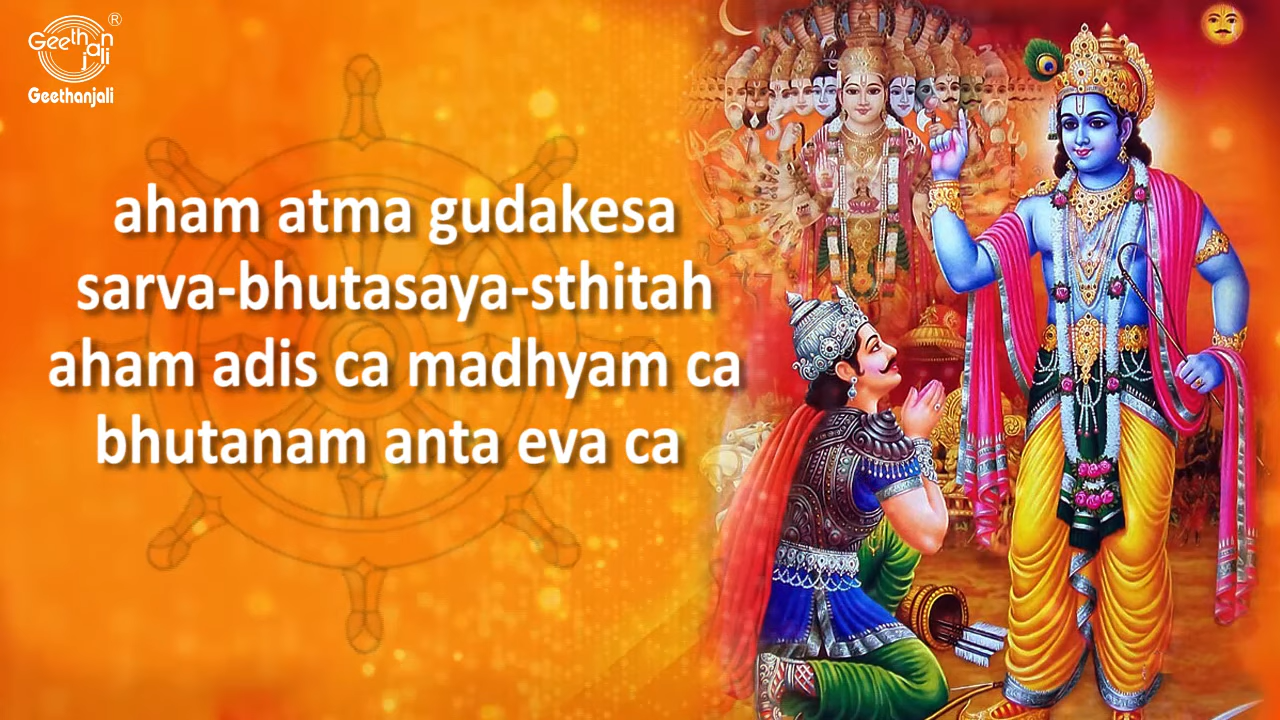 Geethanjali
®
Geethanjali
aham atma gudakesa
sarva-bhutasaya-sthitah
aham adis ca madhyam ca
bhutanam anta eva ca